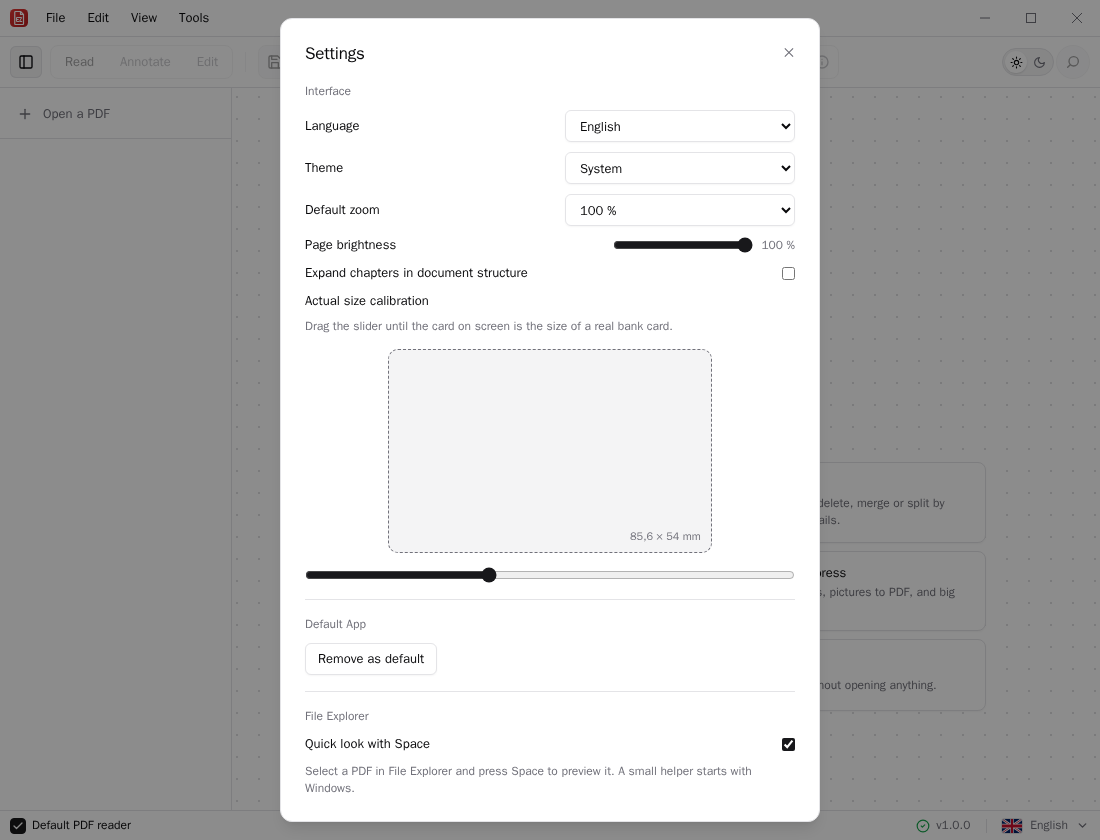 File Edit View Tools
Read Annotate Edit
Open a PDF
Settings
Interface
Language English
Theme System
Default zoom 100 %
Page brightness 100 %
Expand chapters in document structure
Actual size calibration
Drag the slider until the card on screen is the size of a real bank card.
85,6 × 54 mm
Default App
Remove as default
File Explorer
Quick look with Space
Select a PDF in File Explorer and press Space to preview it. A small helper starts with
Windows.
delete, merge or split by
pictures to PDF, and big
opening anything.
Default PDF reader v1.0.0 English